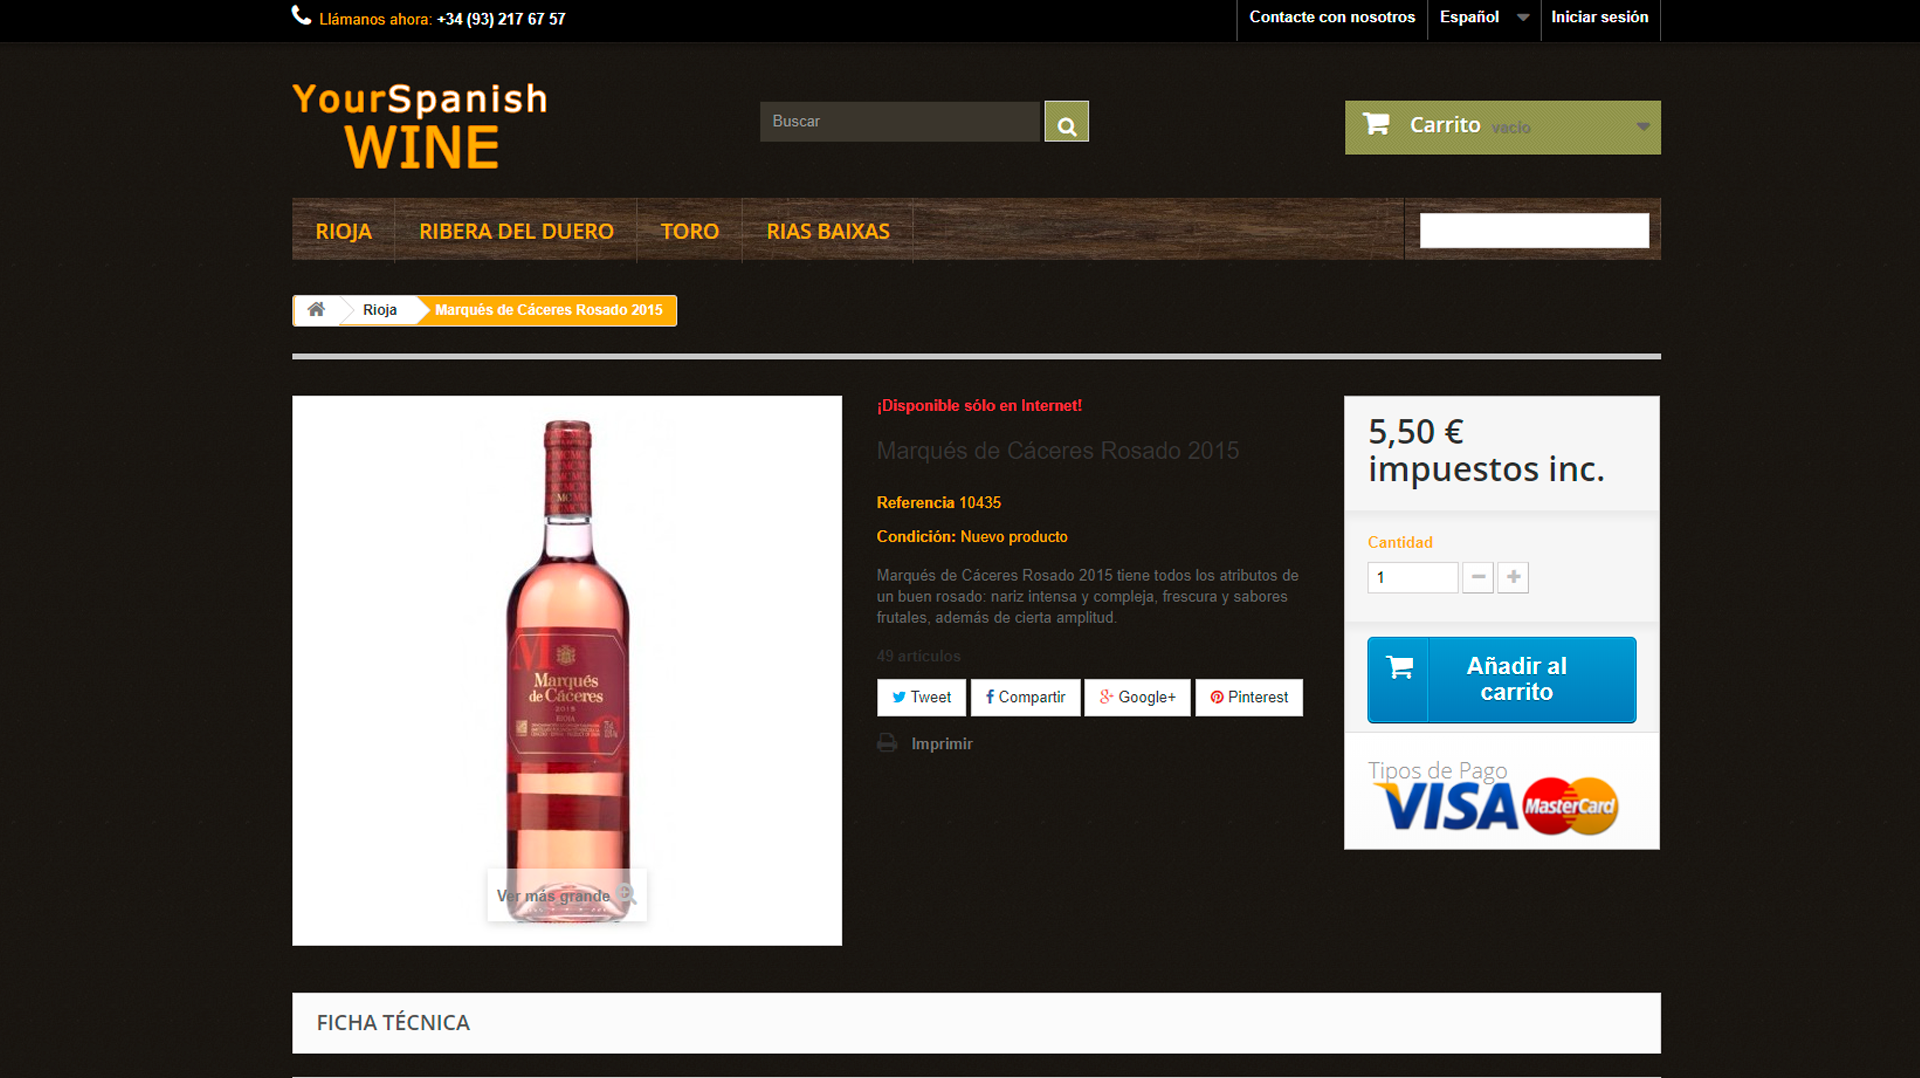 Llámanos ahora: +34 (93) 217 67 57
Contacte con nosotros
Español
Iniciar sesión
YourSpanish
WINE
Buscar
Carrito vacío
RIOJA
RIBERA DEL DUERO
TORO
RIAS BAIXAS
Rioja
Marqués de Cáceres Rosado 2015
¡Disponible sólo en Internet!
Marqués de Cáceres Rosado 2015
Referencia 10435
Condición: Nuevo producto
Marqués de Cáceres Rosado 2015 tiene todos los atributos de
un buen rosado: nariz intensa y compleja, frescura y sabores
frutales, además de cierta amplitud.
49 artículos
Tweet
Compartir
Google+
Pinterest
Imprimir
5,50 €
impuestos inc.
Cantidad
1
Añadir al
carrito
Tipos de Pago
VISA
MasterCard
M
Marqués
de Cáceres
2015
RIOJA
C
Ver más grande
FICHA TÉCNICA